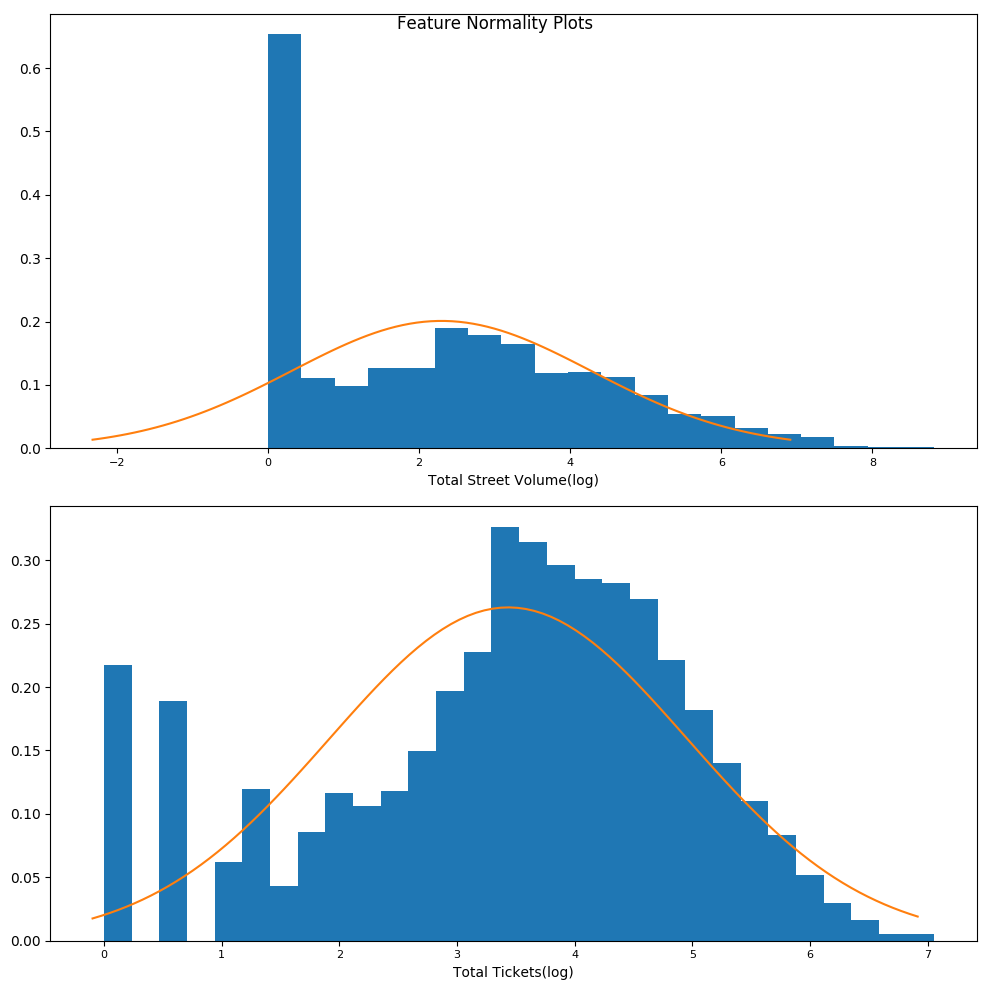 Feature Normality Plots
0.6
0.5
0.4
0.3
0.2
0.1
0.0
−2 0 2 4 6 8
Total Street Volume(log)
0.30
0.25
0.20
0.15
0.10
0.05
0.00
0 1 2 3 4 5 6 7
Total Tickets(log)